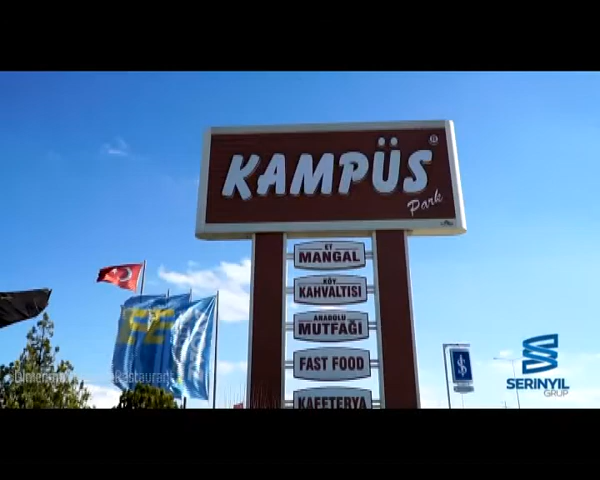 KAMPÜS
®
Park
ET
MANGAL
KÖY
KAHVALTISI
ANADOLU
MUTFAĞI
FAST FOOD
KAFETERYA
SERINYIL
GRUP